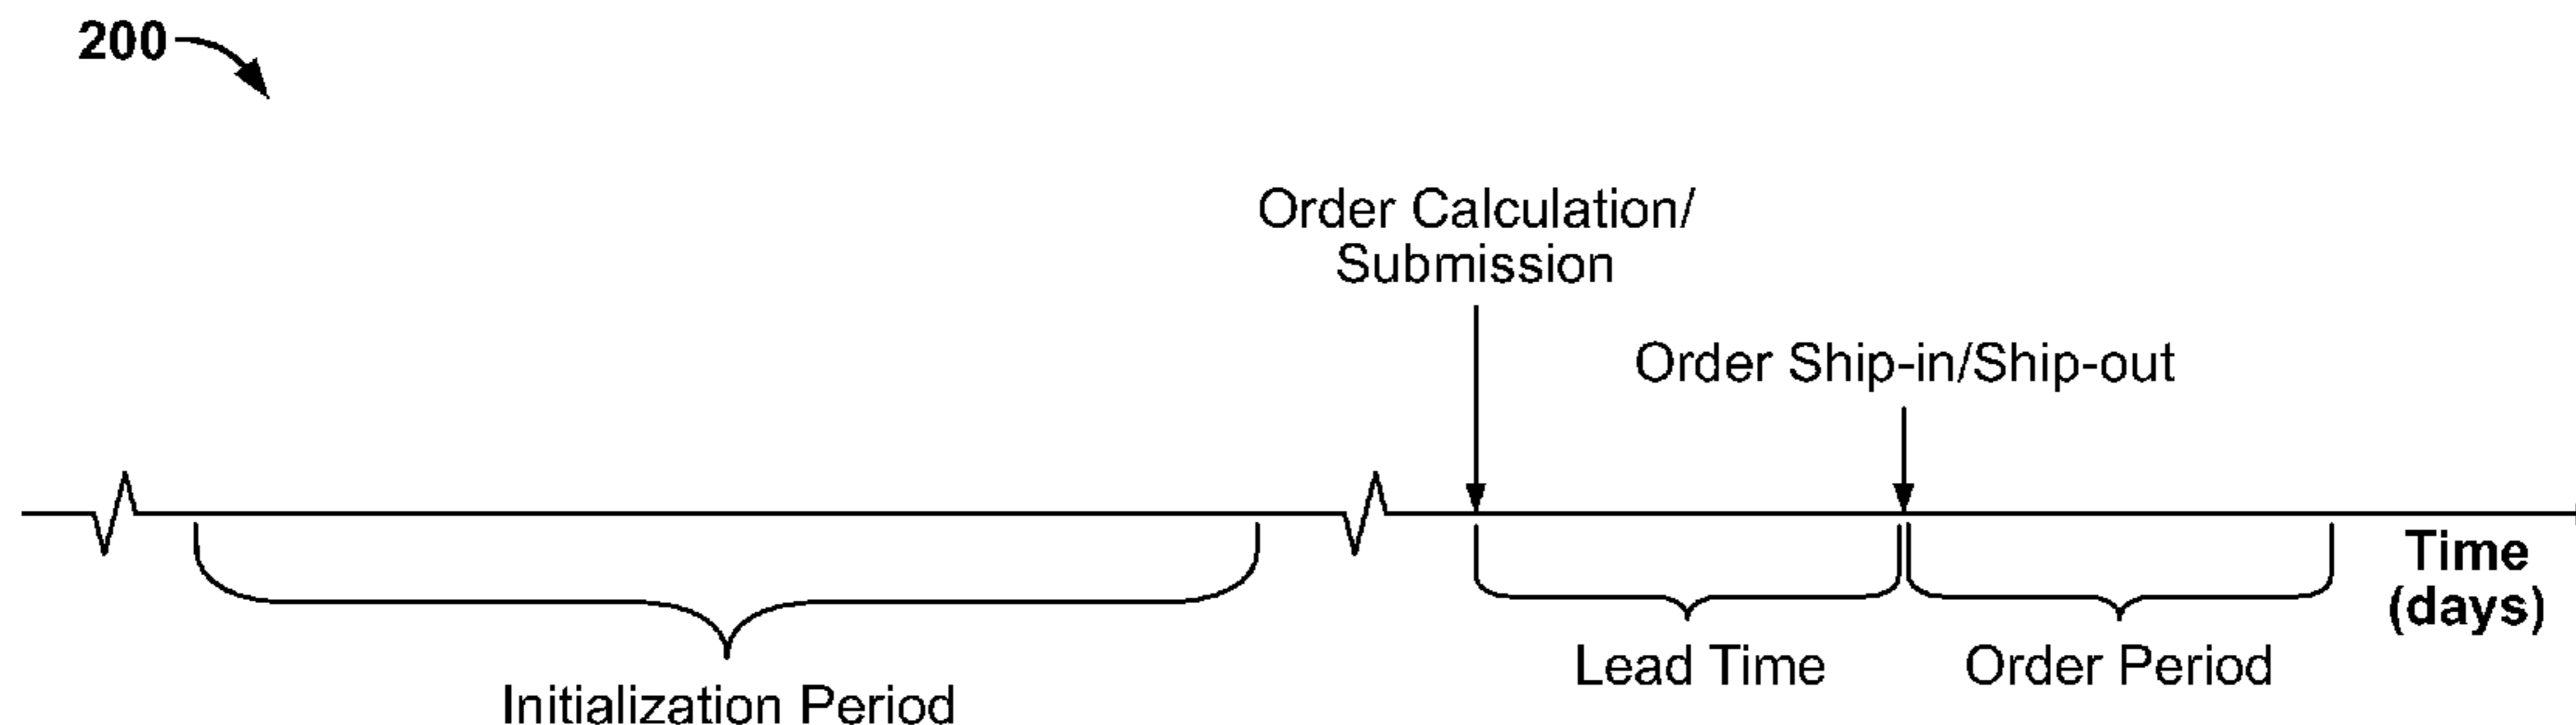 200
Order Calculation/
Submission
Order Ship-in/Ship-out
Time
(days)
Lead Time
Order Period
Initialization Period